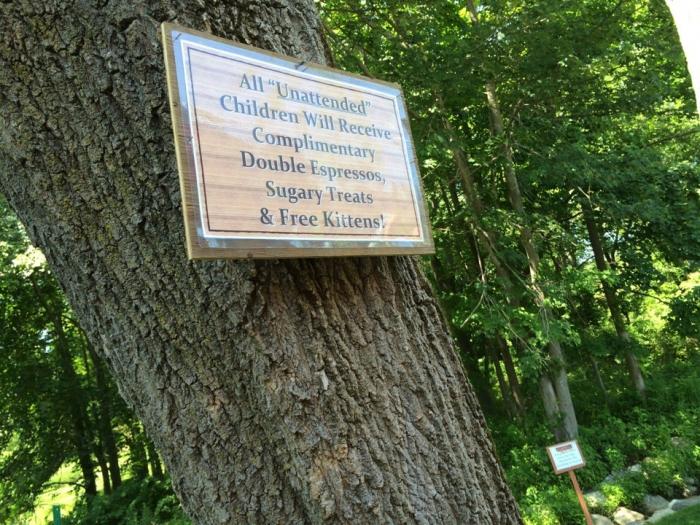 All "Unattended"
Children Will Receive
Complimentary
Double Espressos,
Sugary Treats
& Free Kittens!